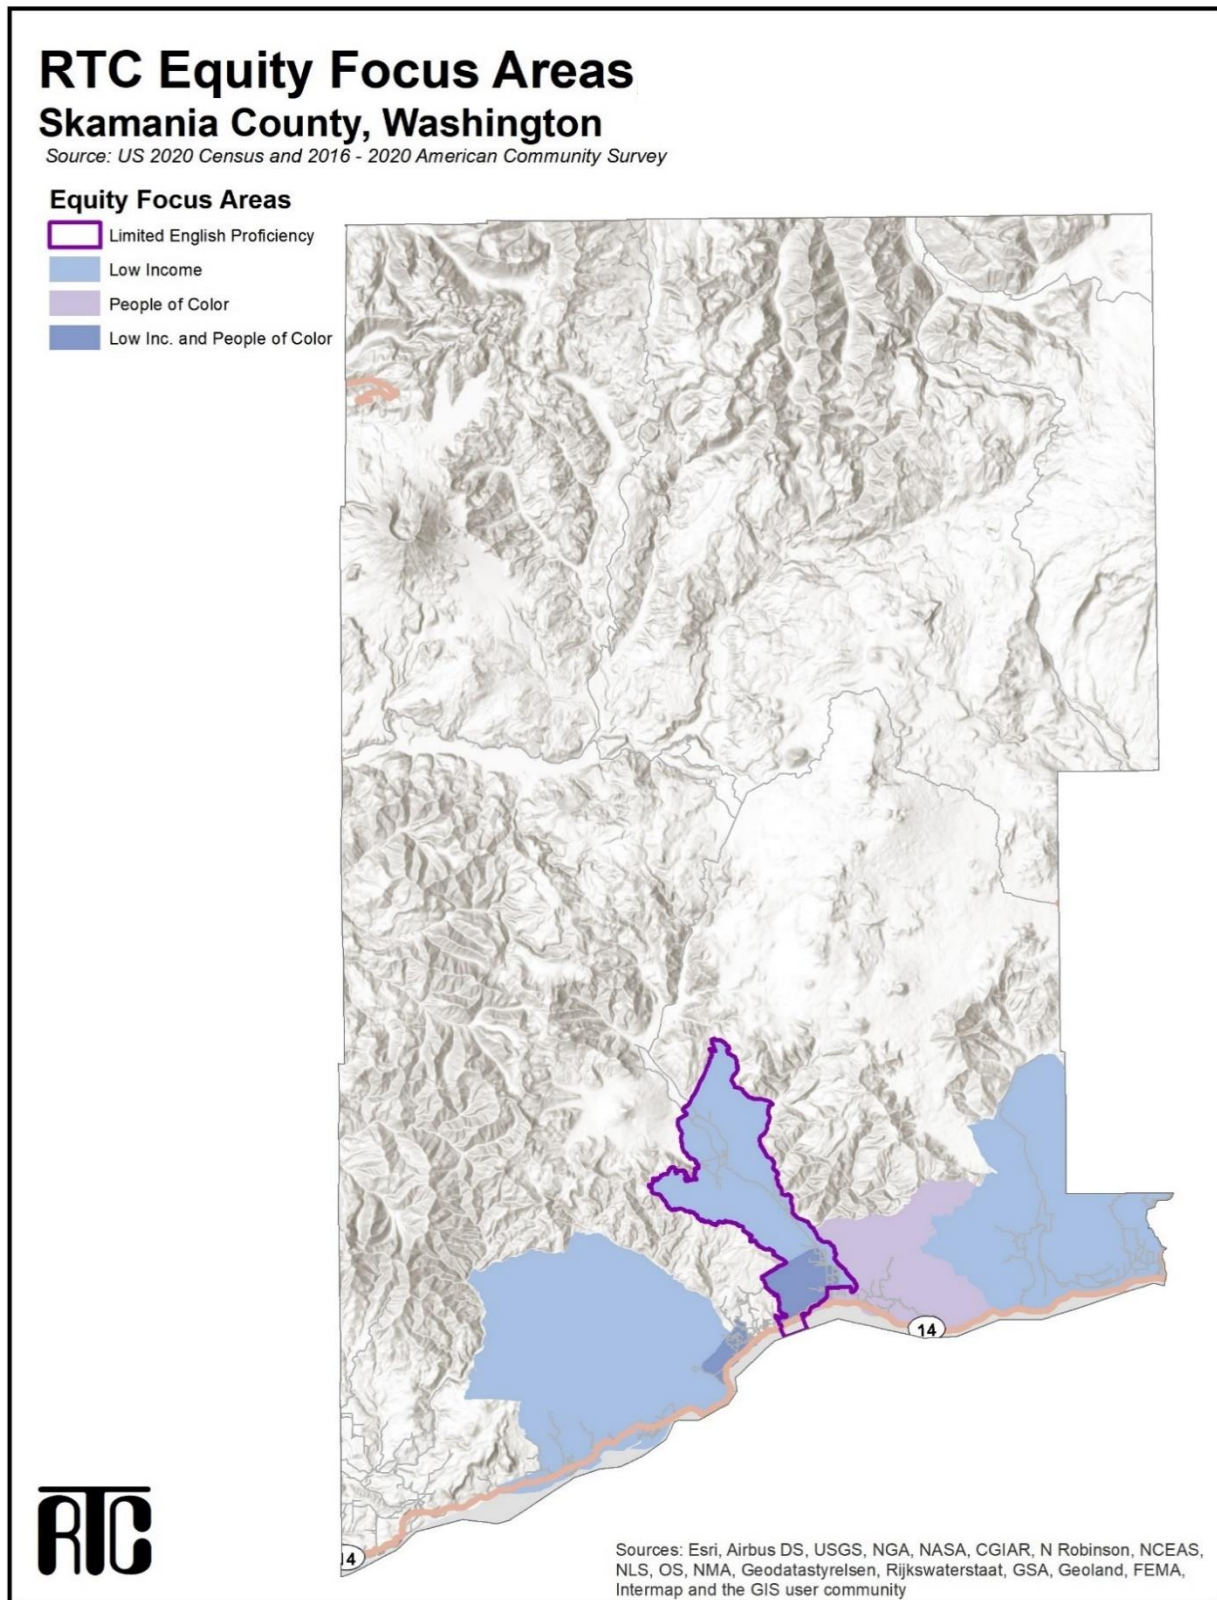 RTC Equity Focus Areas
Skamania County, Washington
Source: US 2020 Census and 2016 - 2020 American Community Survey
Equity Focus Areas
Limited English Proficiency
Low Income
People of Color
Low Inc. and People of Color
14
14
RTC
Sources: Esri, Airbus DS, USGS, NGA, NASA, CGIAR, N Robinson, NCEAS,
NLS, OS, NMA, Geodatastyrelsen, Rijkswaterstaat, GSA, Geoland, FEMA,
Intermap and the GIS user community